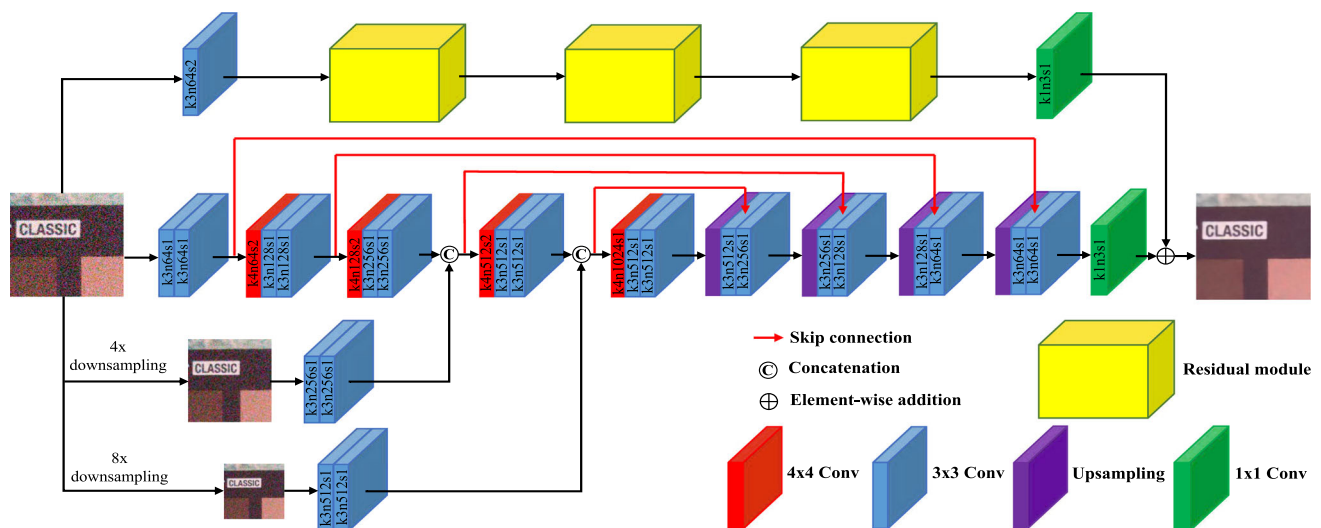 k3n64s2
k1n3s1
CLASSIC
k3n64s1
k3n64s1
k4n64s2
k3n128s1
k3n128s1
k4n128s2
k3n256s1
k3n256s1
©
k4n512s2
k3n512s1
k3n512s1
©
k4n1024s1
k3n512s1
k3n512s1
k3n512s1
k3n256s1
k3n256s1
k3n128s1
k3n128s1
k3n64s1
k3n64s1
k3n64s1
k1n3s1
CLASSIC
4x
downsampling
CLASSIC
k3n256s1
k3n256s1
8x
downsampling
CLASSIC
k3n512s1
k3n512s1
Skip connection
© Concatenation
Element-wise addition
Residual module
4x4 Conv
3x3 Conv
Upsampling
1x1 Conv